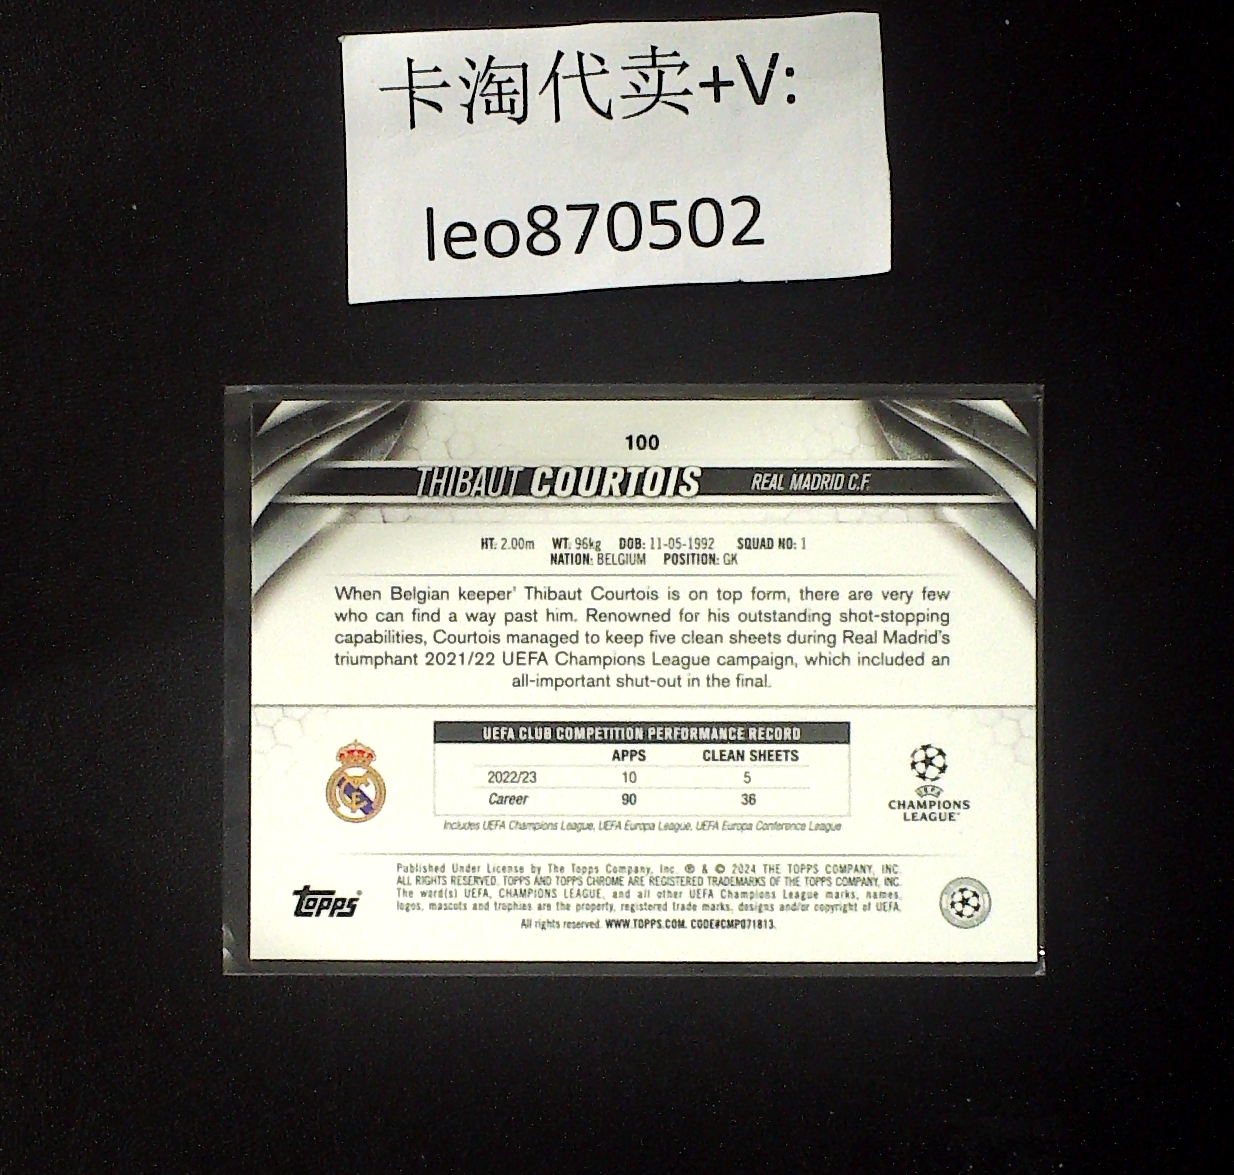 卡淘代卖+V:
leo870502
100
THIBAUT COURTOIS REAL MADRID C.F.
HT: 2.00m WT: 96kg DOB: 11-05-1992 SQUAD NO: 1
NATION: BELGIUM POSITION: GK
When Belgian keeper' Thibaut Courtois is on top form, there are very few
who can find a way past him. Renowned for his outstanding shot-stopping
capabilities, Courtois managed to keep five clean sheets during Real Madrid's
triumphant 2021/22 UEFA Champions League campaign, which included an
all-important shut-out in the final.
UEFA CLUB COMPETITION PERFORMANCE RECORD
APPS CLEAN SHEETS
2022/23 10 5
Career 90 36
Includes UEFA Champions League, UEFA Europa League, UEFA Europa Conference League
UEFA
CHAMPIONS
LEAGUE
Topps
Published Under License by The Topps Company, Inc. ® & © 2024 THE TOPPS COMPANY, INC.
ALL RIGHTS RESERVED. TOPPS AND TOPPS CHROME ARE REGISTERED TRADEMARKS OF THE TOPPS COMPANY, INC.
The word(s) UEFA, CHAMPIONS LEAGUE, and all other UEFA Champions League marks, names,
logos, mascots and trophies are the property, registered trade marks, designs and/or copyright of UEFA.
All rights reserved. WWW.TOPPS.COM. CODE#CMP071813.